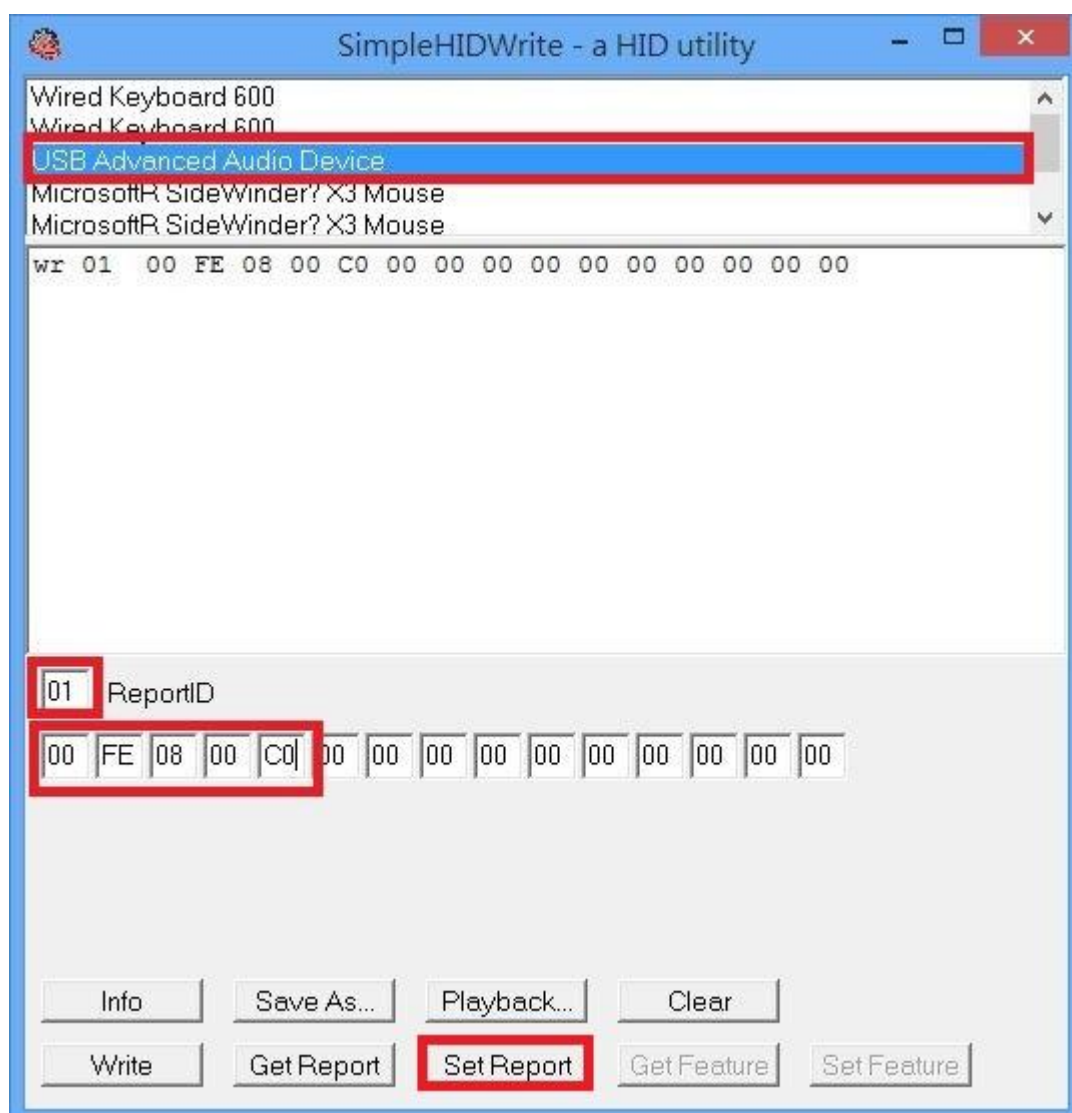 SimpleHIDWrite - a HID utility
Wired Keyboard 600
Wired Keyboard 600
USB Advanced Audio Device
MicrosoftR SideWinder? X3 Mouse
MicrosoftR SideWinder? X3 Mouse
wr 01 00 FE 08 00 C0 00 00 00 00 00 00 00 00 00 00
01 ReportID
00 FE 08 00 C0 00 00 00 00 00 00 00 00 00 00
Info Save As... Playback... Clear
Write Get Report Set Report Get Feature Set Feature